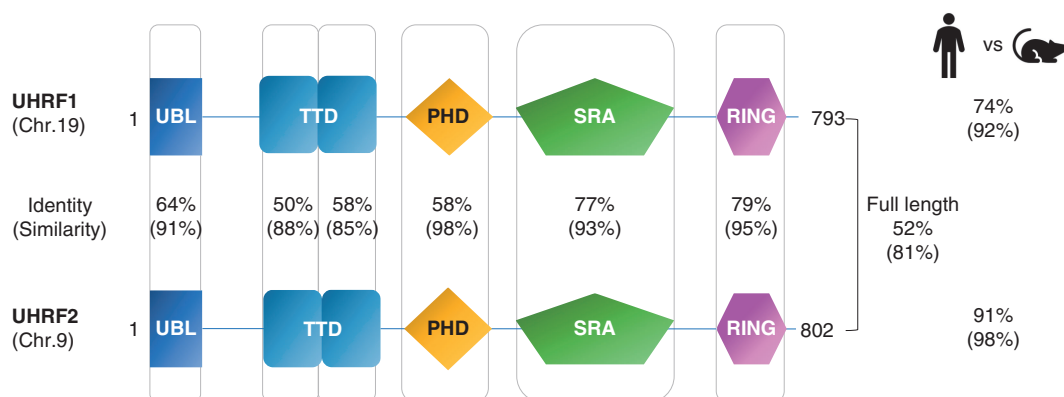 vs
UHRF1
(Chr.19)
1 UBL TTD PHD SRA RING 793
74%
(92%)
Identity
(Similarity)
64% 50% 58% 58% 77% 79%
(91%) (88%) (85%) (98%) (93%) (95%)
Full length
52%
(81%)
UHRF2
(Chr.9)
1 UBL TTD PHD SRA RING 802
91%
(98%)